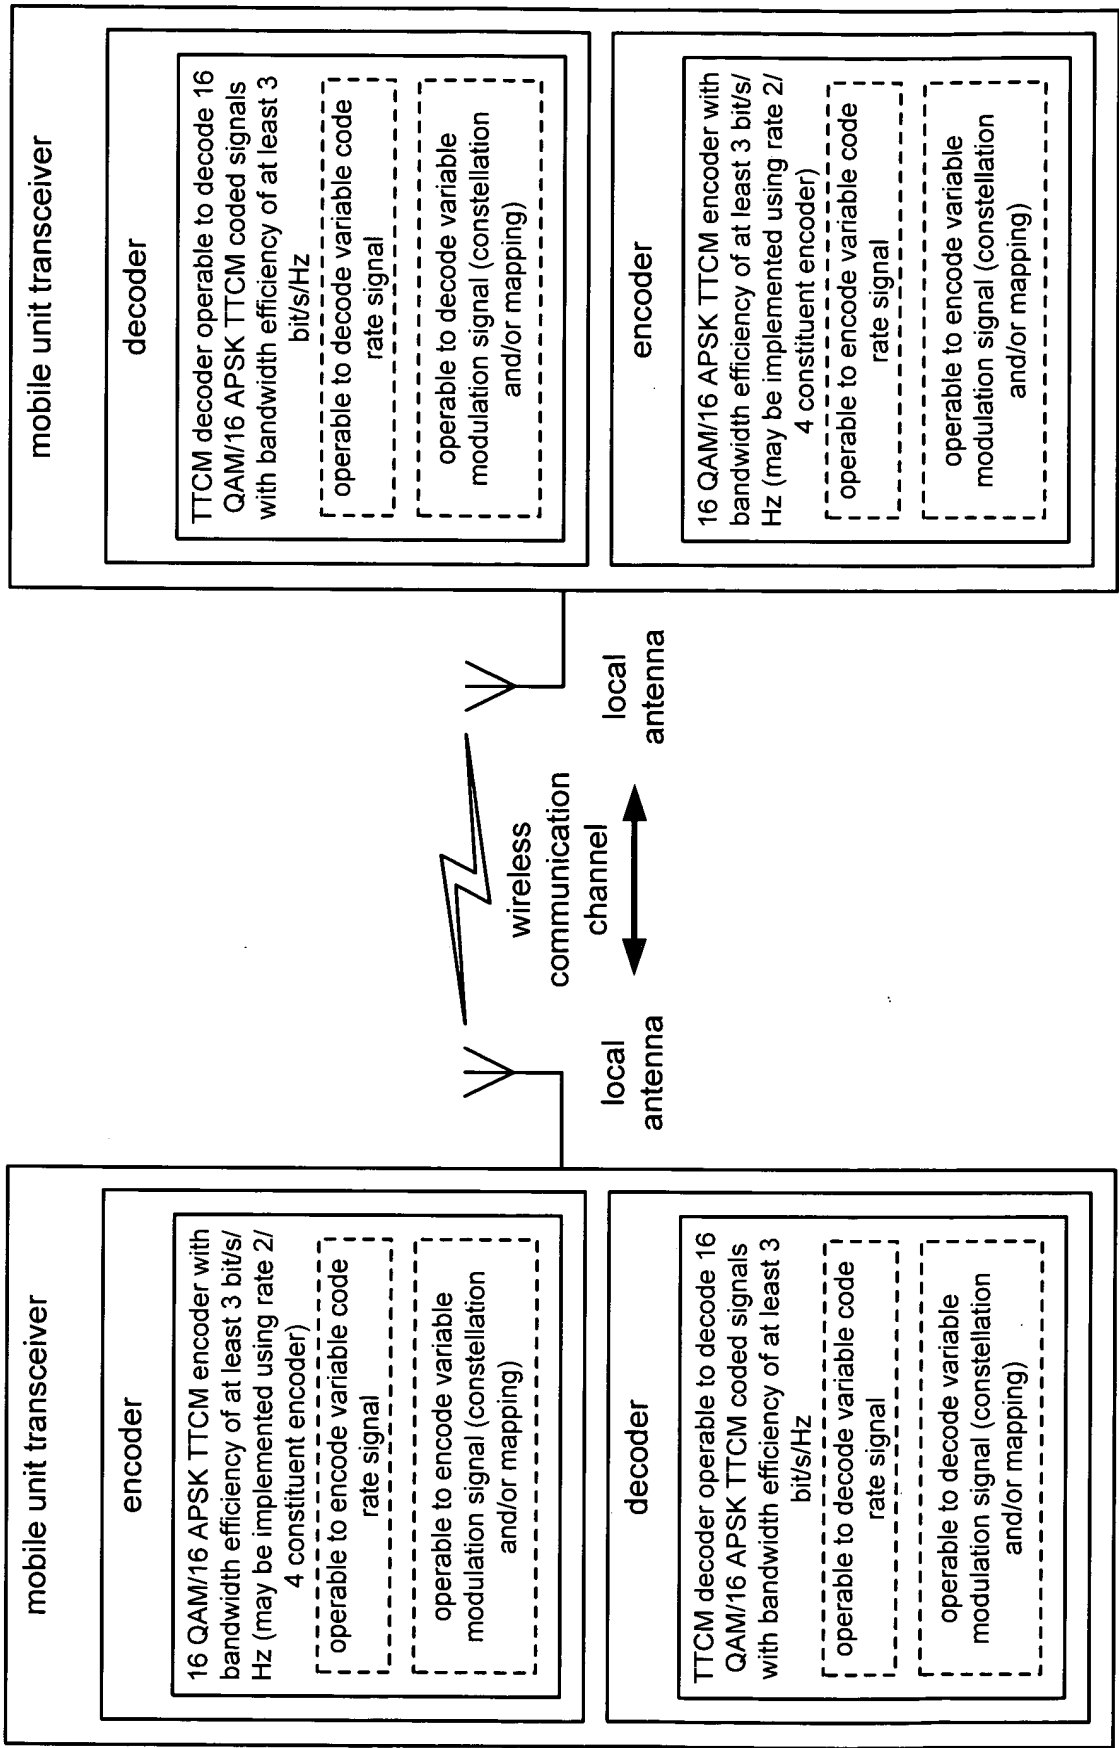 mobile unit transceiver
encoder
16 QAM/16 APSK TTCM encoder with
bandwidth efficiency of at least 3 bit/s/
Hz (may be implemented using rate 2/
4 constituent encoder)
operable to encode variable code
rate signal
operable to encode variable
modulation signal (constellation
and/or mapping)
decoder
TTCM decoder operable to decode 16
QAM/16 APSK TTCM coded signals
with bandwidth efficiency of at least 3
bit/s/Hz
operable to decode variable code
rate signal
operable to decode variable
modulation signal (constellation
and/or mapping)
local
antenna
wireless
communication
channel
local
antenna
mobile unit transceiver
decoder
TTCM decoder operable to decode 16
QAM/16 APSK TTCM coded signals
with bandwidth efficiency of at least 3
bit/s/Hz
operable to decode variable code
rate signal
operable to decode variable
modulation signal (constellation
and/or mapping)
encoder
16 QAM/16 APSK TTCM encoder with
bandwidth efficiency of at least 3 bit/s/
Hz (may be implemented using rate 2/
4 constituent encoder)
operable to encode variable code
rate signal
operable to encode variable
modulation signal (constellation
and/or mapping)